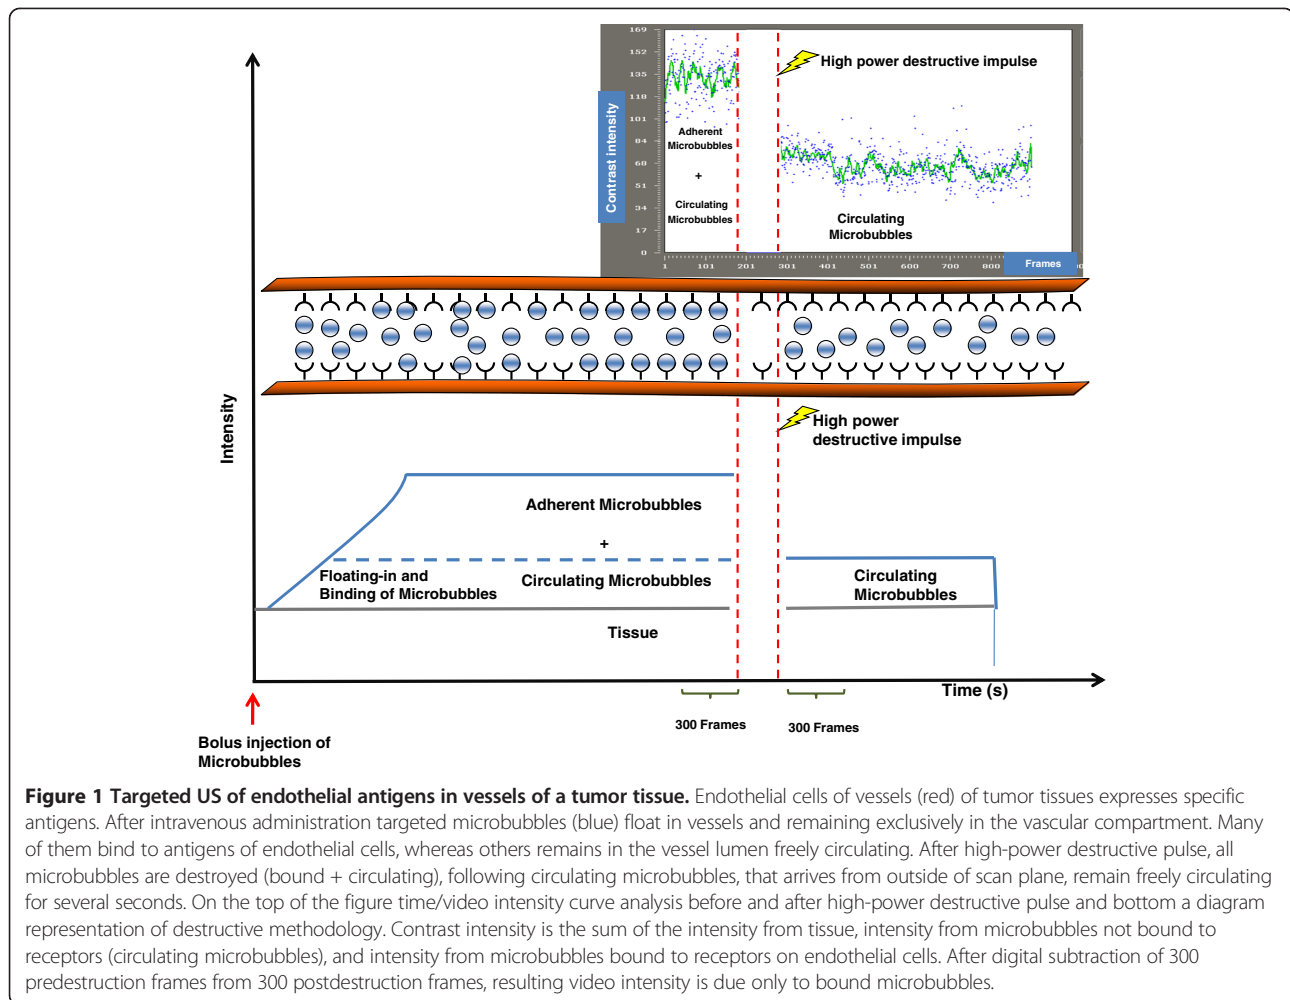 169
152
135
118
101
84
68
51
34
17
0
Contrast intensity
High power destructive impulse
Adherent
Microbubbles
+
Circulating
Microbubbles
Circulating
Microbubbles
1 101 201 301 401 501 601 701 800
Frames
Intensity
High power
destructive impulse
Adherent Microbubbles
+
Floating-in and
Binding of Microbubbles
Circulating Microbubbles
Circulating
Microbubbles
Tissue
Time (s)
300 Frames
300 Frames
Bolus injection of
Microbubbles
Figure 1 Targeted US of endothelial antigens in vessels of a tumor tissue. Endothelial cells of vessels (red) of tumor tissues expresses specific
antigens. After intravenous administration targeted microbubbles (blue) float in vessels and remaining exclusively in the vascular compartment. Many
of them bind to antigens of endothelial cells, whereas others remains in the vessel lumen freely circulating. After high-power destructive pulse, all
microbubbles are destroyed (bound + circulating), following circulating microbubbles, that arrives from outside of scan plane, remain freely circulating
for several seconds. On the top of the figure time/video intensity curve analysis before and after high-power destructive pulse and bottom a diagram
representation of destructive methodology. Contrast intensity is the sum of the intensity from tissue, intensity from microbubbles not bound to
receptors (circulating microbubbles), and intensity from microbubbles bound to receptors on endothelial cells. After digital subtraction of 300
predestruction frames from 300 postdestruction frames, resulting video intensity is due only to bound microbubbles.